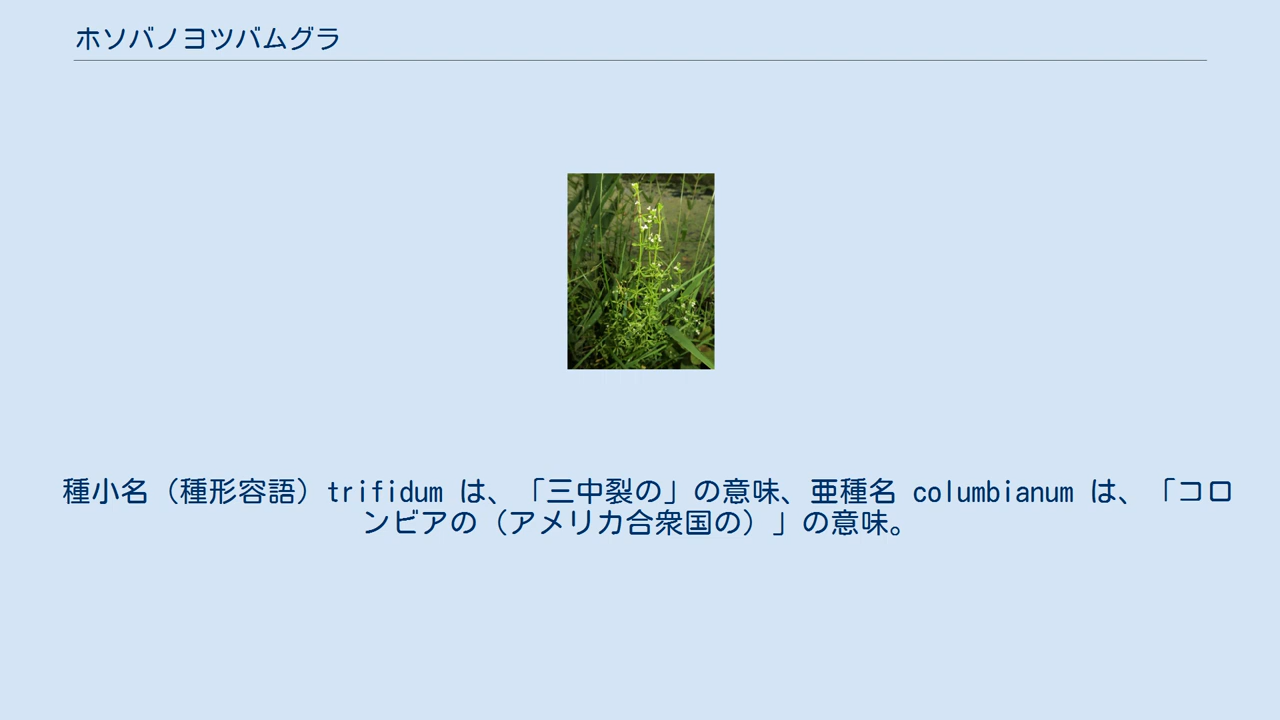 ホソバノヨツバムグラ
種小名（種形容語）trifidum は、「三中裂の」の意味、亜種名 columbianum は、「コロ
ンビアの（アメリカ合衆国の）」の意味。